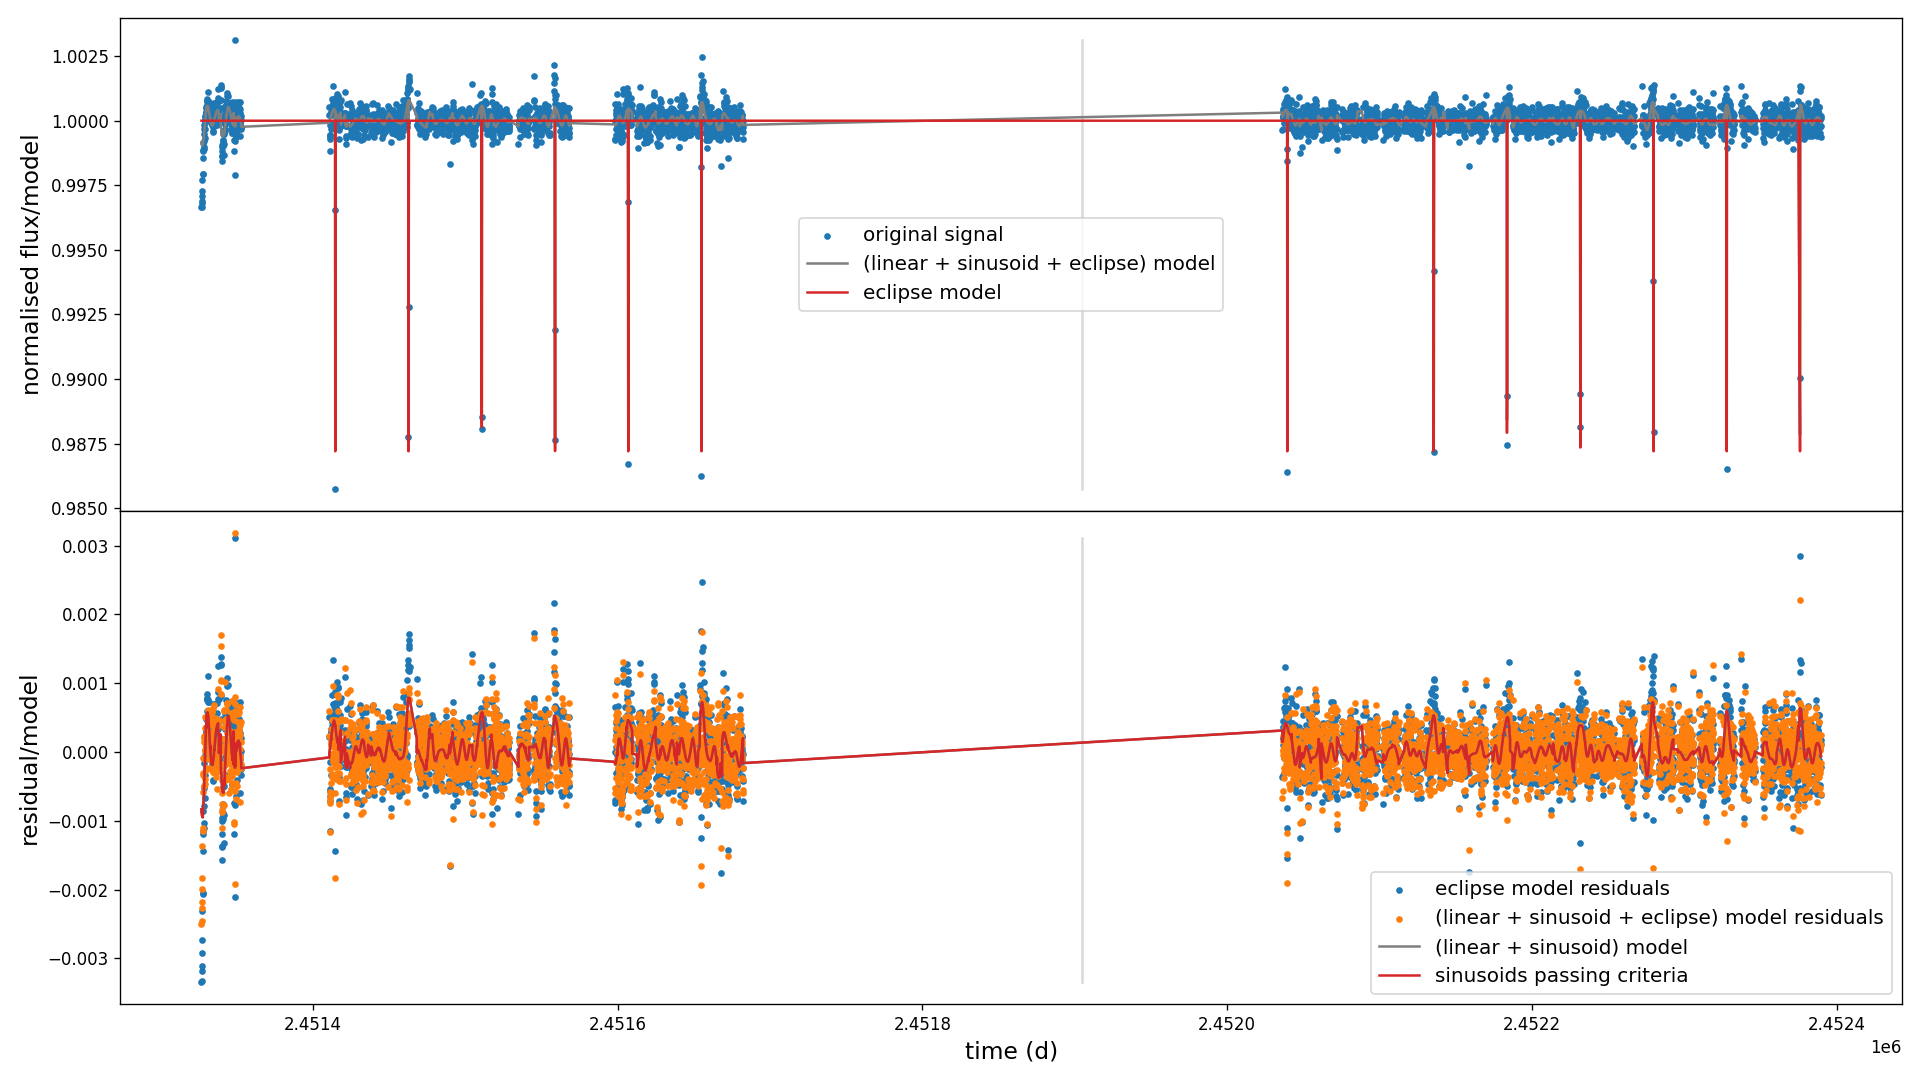 1.0025
1.0000
0.9975
0.9950
0.9925
0.9900
0.9875
0.9850
normalised flux/model
original signal
(linear + sinusoid + eclipse) model
eclipse model
0.003
0.002
0.001
0.000
−0.001
−0.002
−0.003
residual/model
eclipse model residuals
(linear + sinusoid + eclipse) model residuals
(linear + sinusoid) model
sinusoids passing criteria
2.4514 2.4516 2.4518 2.4520 2.4522 2.4524
1e6
time (d)